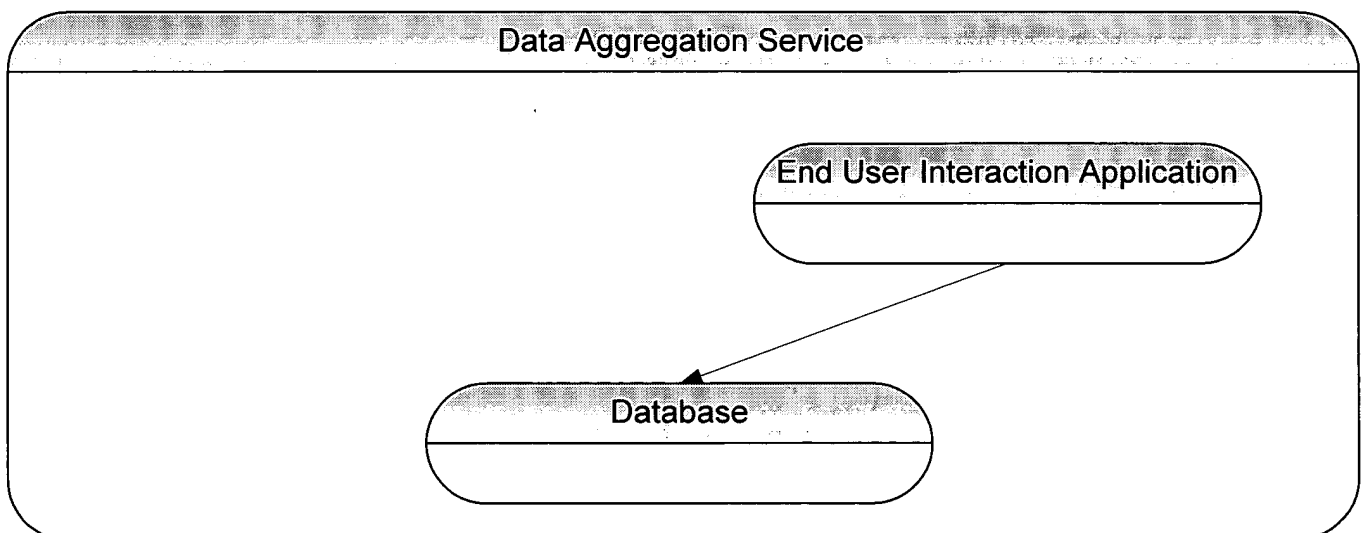 Data Aggregation Service
End User Interaction Application
Database